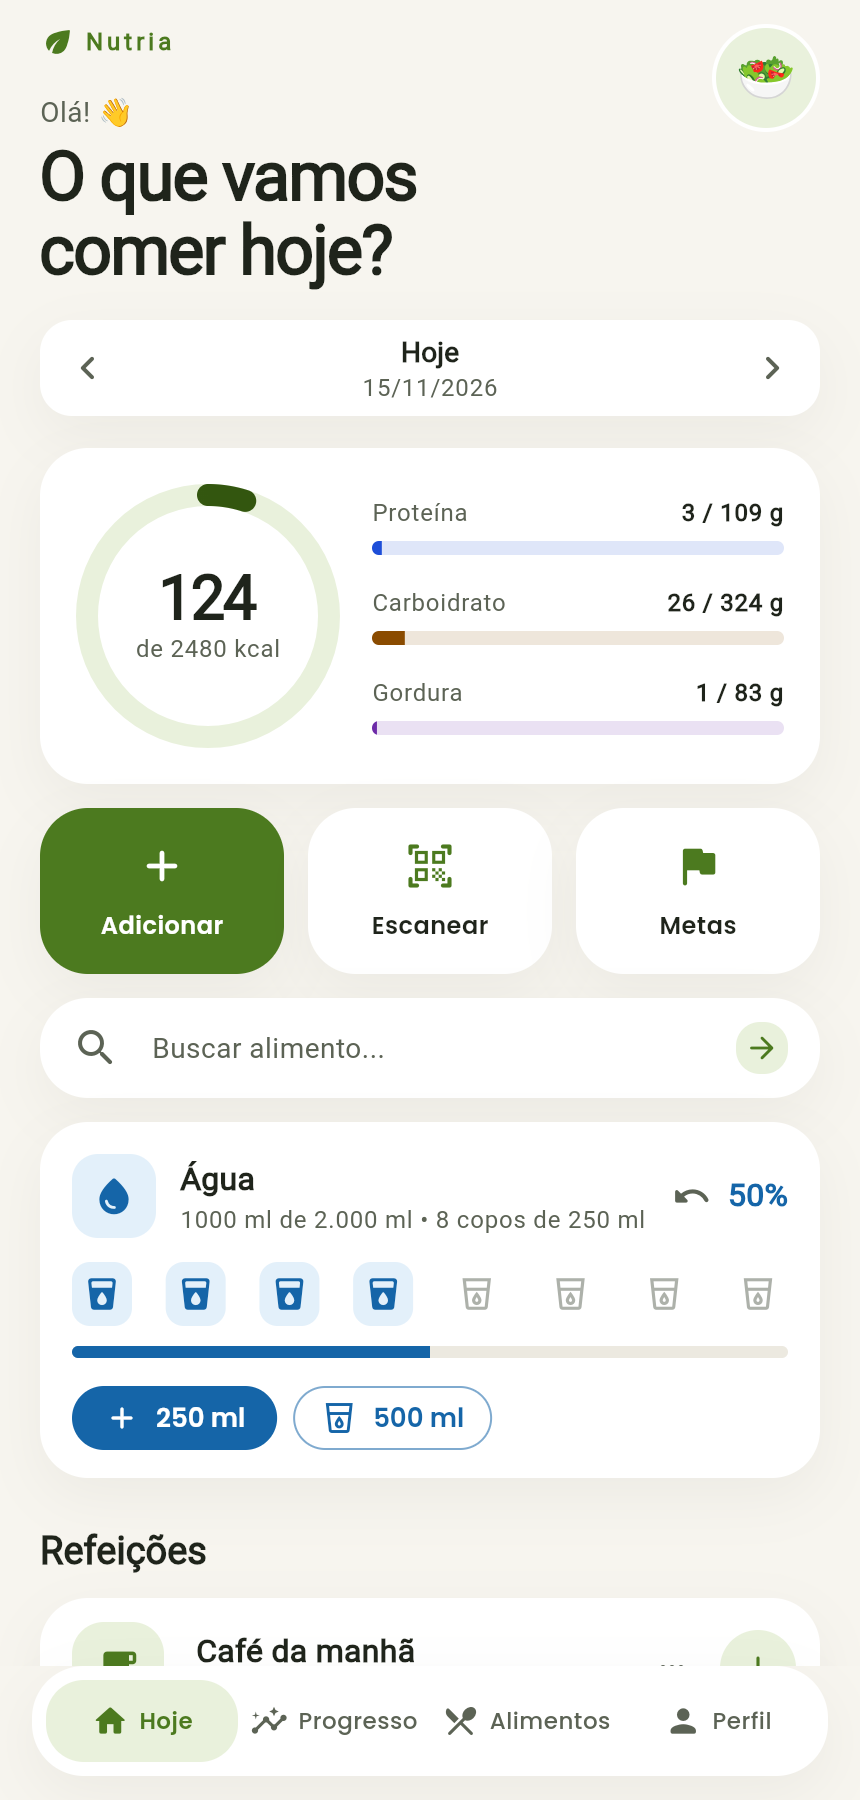 Nutria
Olá! 👋
O que vamos
comer hoje?
Hoje
15/11/2026
124
de 2480 kcal
Proteína 3 / 109 g
Carboidrato 26 / 324 g
Gordura 1 / 83 g
Adicionar
Escanear
Metas
Buscar alimento...
Água
1000 ml de 2.000 ml • 8 copos de 250 ml
50%
250 ml
500 ml
Refeições
Café da manhã
Hoje
Progresso
Alimentos
Perfil